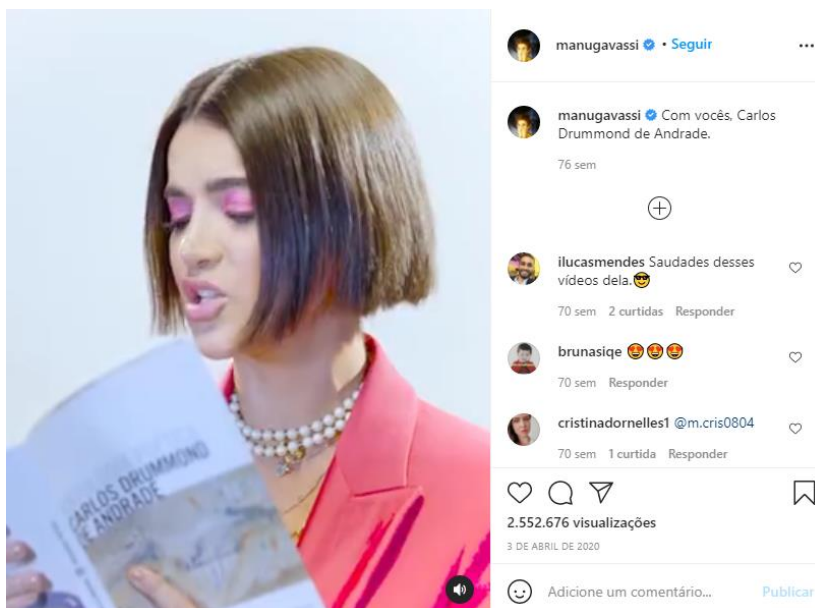 manugavassi • Seguir
manugavassi Com vocês, Carlos
Drummond de Andrade.
76 sem
ilucasmendes Saudades desses
vídeos dela.😎
70 sem 2 curtidas Responder
brunasiqe 😍😍😍
70 sem Responder
cristinadornelles1 @m.cris0804
70 sem 1 curtida Responder
2.552.676 visualizações
3 DE ABRIL DE 2020
Adicione um comentário... Publicar
CARLOS DRUMMOND
DE ANDRADE